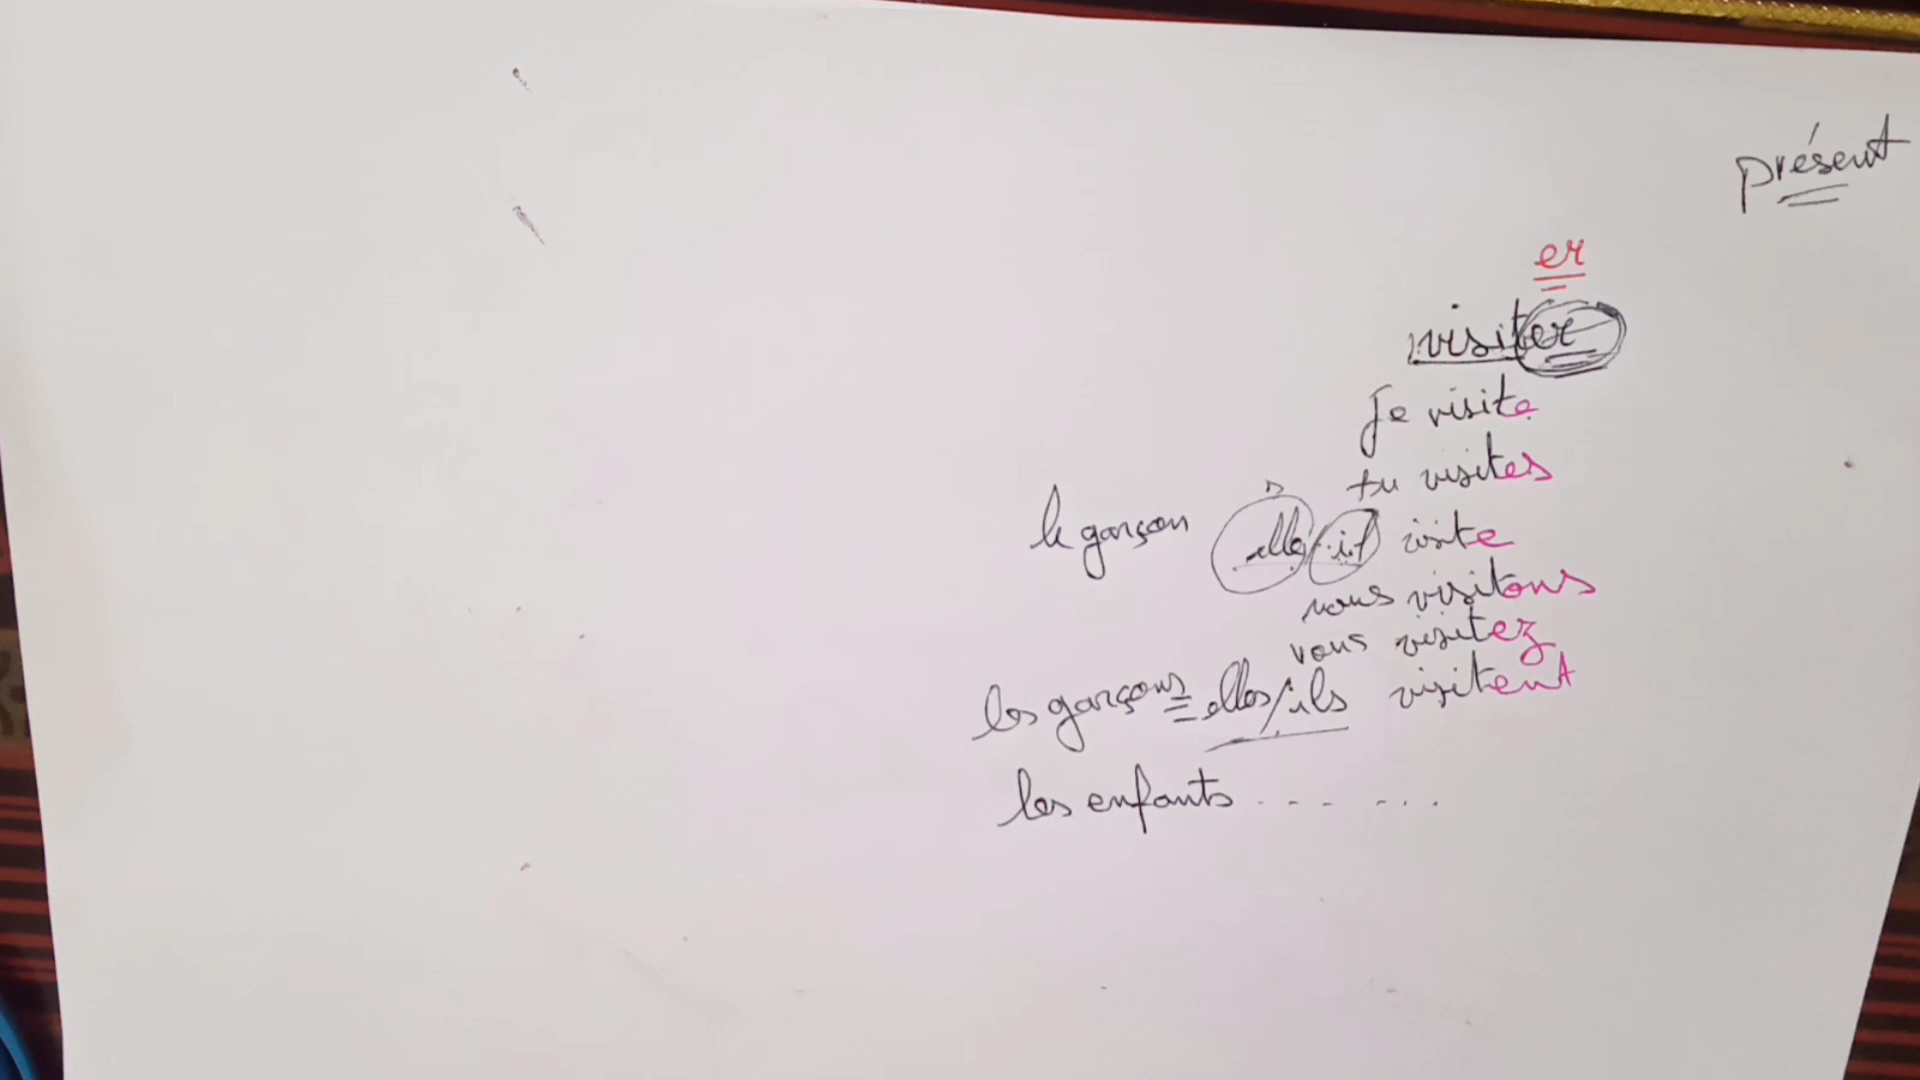 présent
er
visiter
Je visite
tu visites
le garçon elle/il visite
nous visitons
vous visitez
les garçons = elles/ils visitent
les enfants . . . . . .